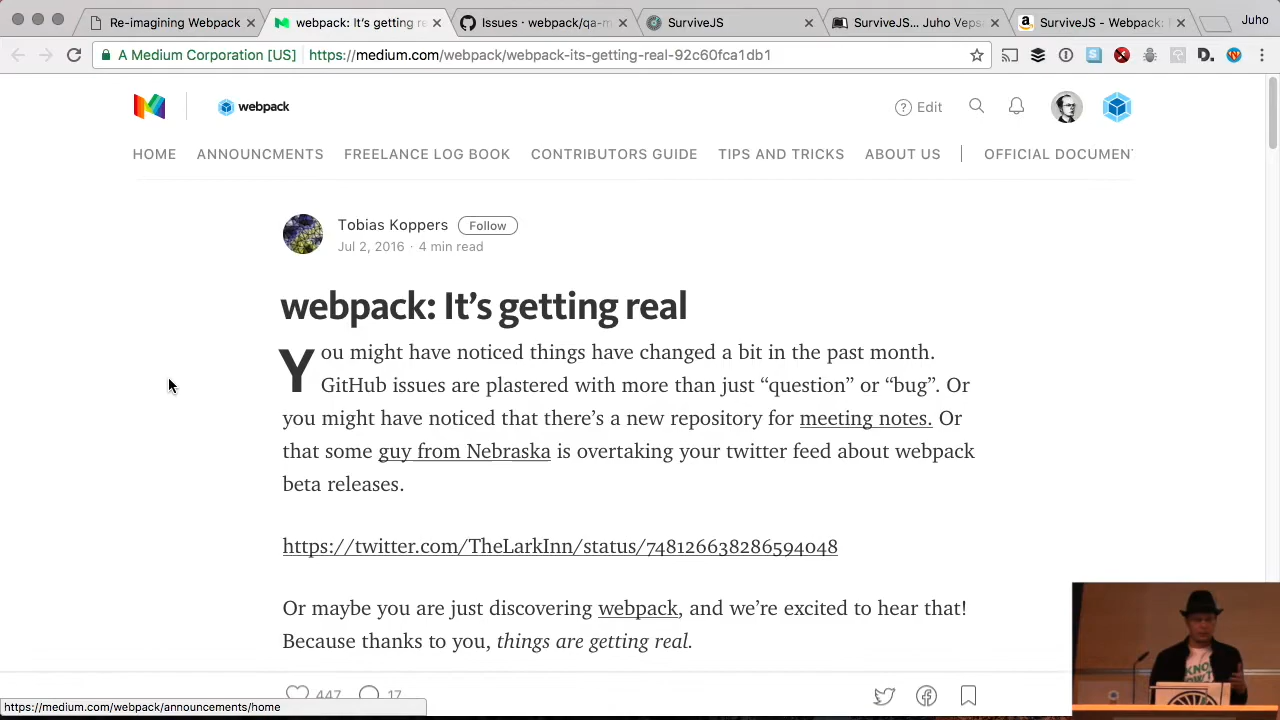 Re-imagining Webpack
webpack: It's getting re
Issues · webpack/qa-m
SurviveJS
SurviveJS... Juho Veps
SurviveJS - Webpack:
Juho
A Medium Corporation [US]
https://medium.com/webpack/webpack-its-getting-real-92c60fca1db1
webpack
Edit
HOME ANNOUNCMENTS FREELANCE LOG BOOK CONTRIBUTORS GUIDE TIPS AND TRICKS ABOUT US OFFICIAL DOCUMEN
Tobias Koppers Follow
Jul 2, 2016 · 4 min read
webpack: It’s getting real
You might have noticed things have changed a bit in the past month.
GitHub issues are plastered with more than just “question” or “bug”. Or
you might have noticed that there’s a new repository for meeting notes. Or
that some guy from Nebraska is overtaking your twitter feed about webpack
beta releases.
https://twitter.com/TheLarkInn/status/748126638286594048
Or maybe you are just discovering webpack, and we’re excited to hear that!
Because thanks to you, things are getting real.
447 17
https://medium.com/webpack/announcements/home